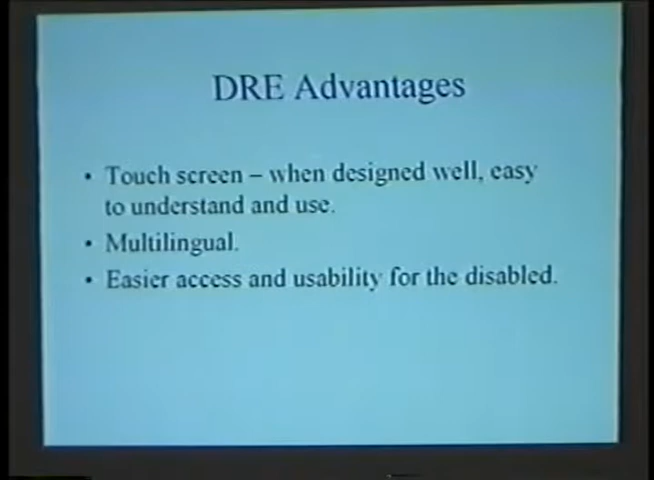 DRE Advantages
• Touch screen – when designed well, easy
to understand and use.
• Multilingual.
• Easier access and usability for the disabled.